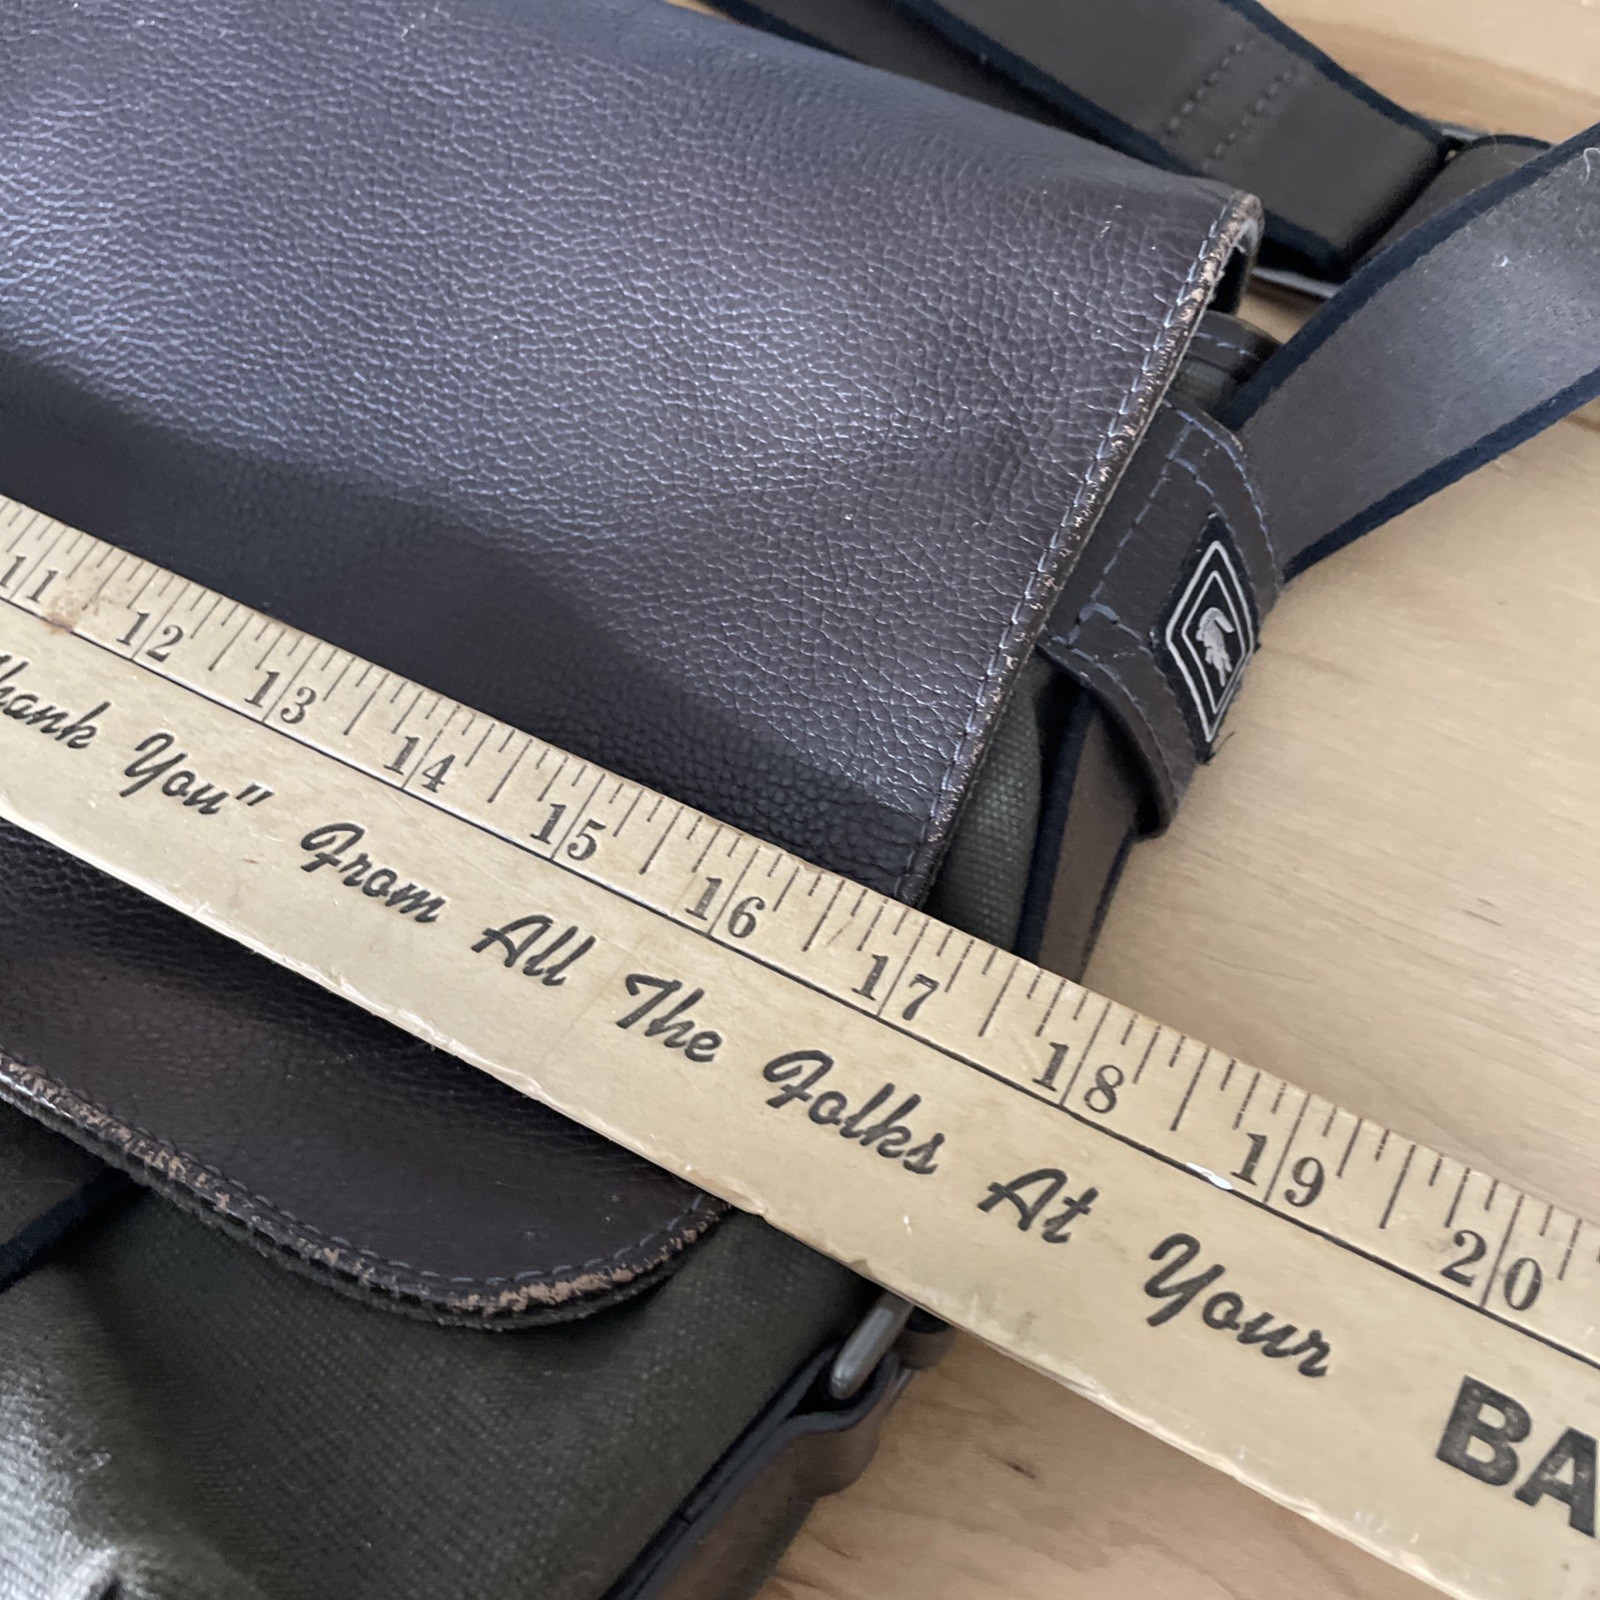 11 12 13 14 15 16 17 18 19 20
hank You" From All The Folks At Your BA